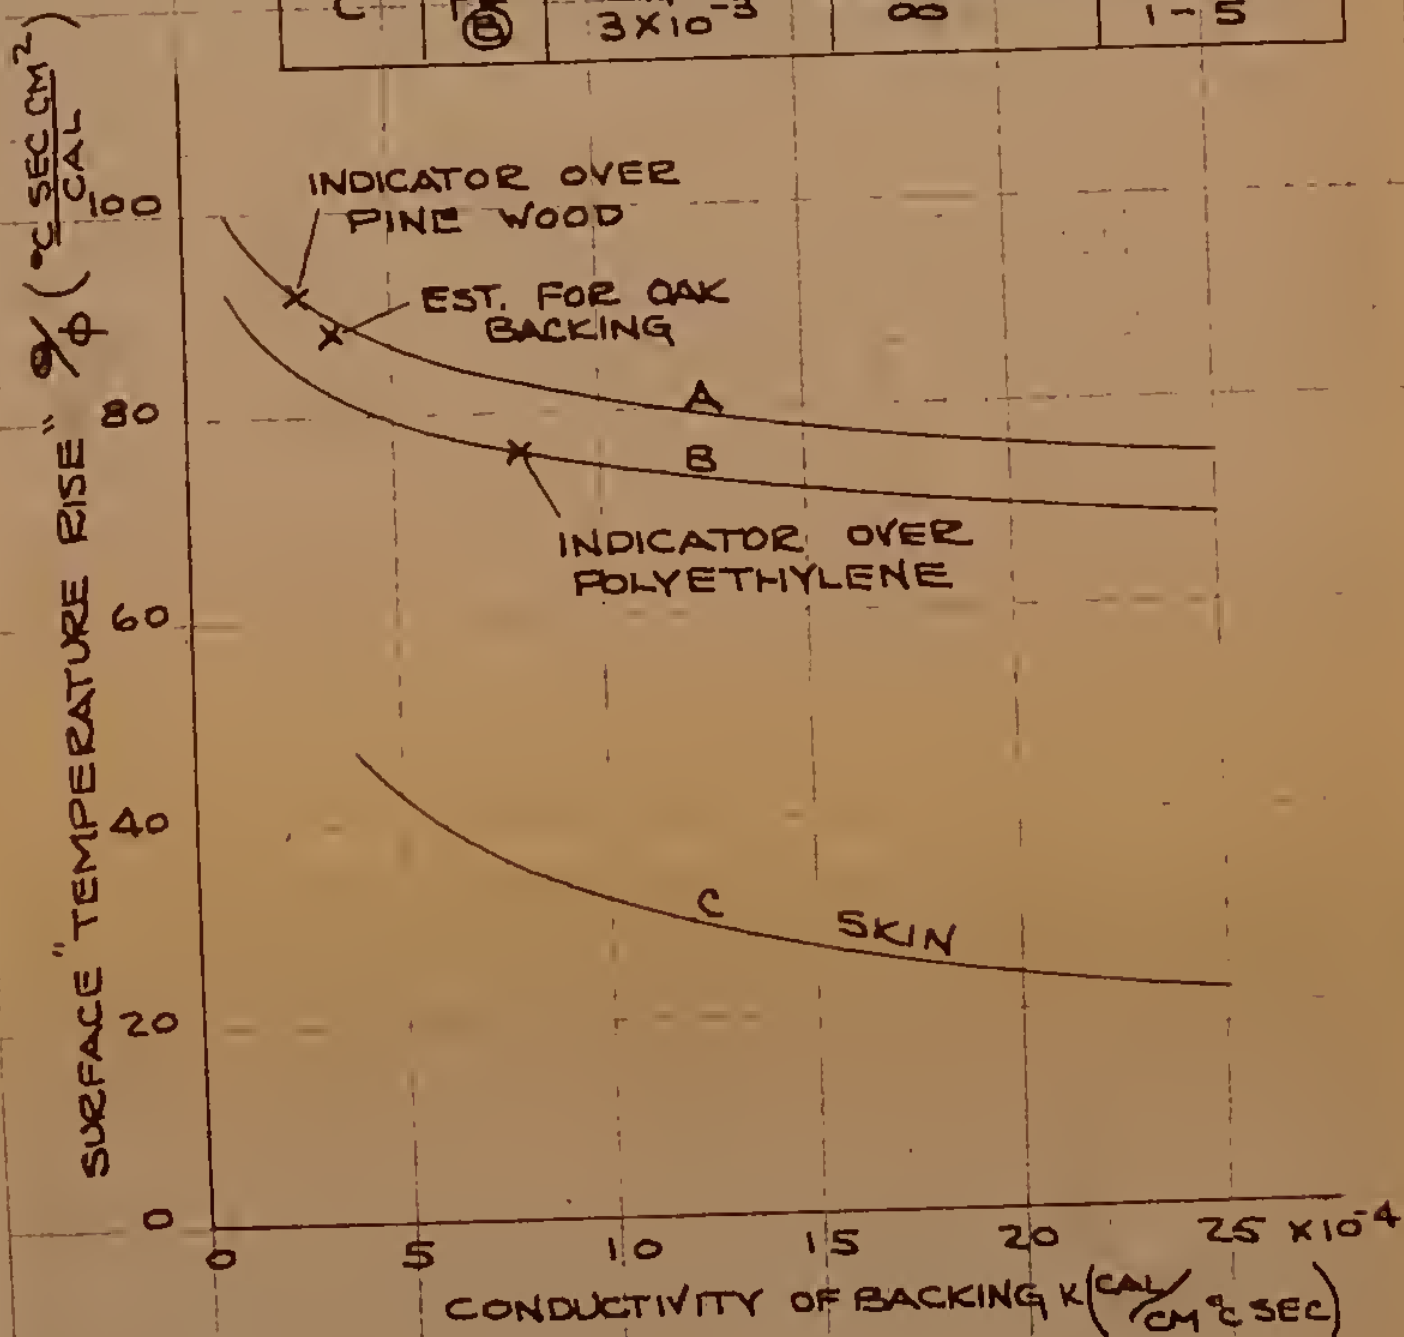 C
B
3X10⁻³
∞
1-5
(°C SEC CM²
CAL)
100
INDICATOR OVER
PINE WOOD
EST. FOR OAK
BACKING
θ/ϕ
80
A
B
INDICATOR OVER
POLYETHYLENE
60
SURFACE "TEMPERATURE RISE"
40
C
SKIN
20
0
0 5 10 15 20 25 X10⁻⁴
CONDUCTIVITY OF BACKING K(CAL/CM °C SEC)